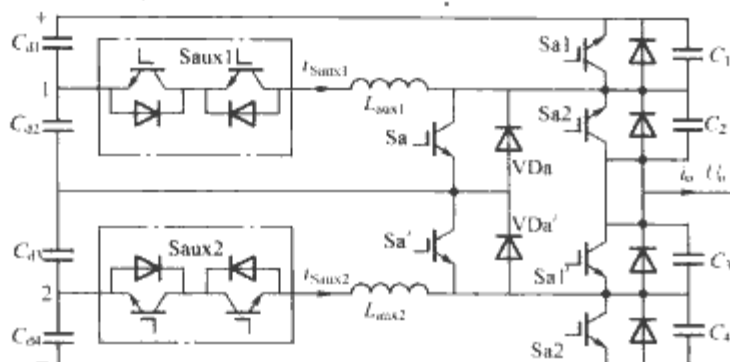 +
Cd1
Saux1
iSaux1
Laux1
Sa1
C1
1
Cd2
Sa
VDa
Sa2
C2
io Uo
Cd3
Saux2
iSaux2
Sa'
VDa'
Sa1'
C3
2
Laux2
Cd4
Sa2
C4